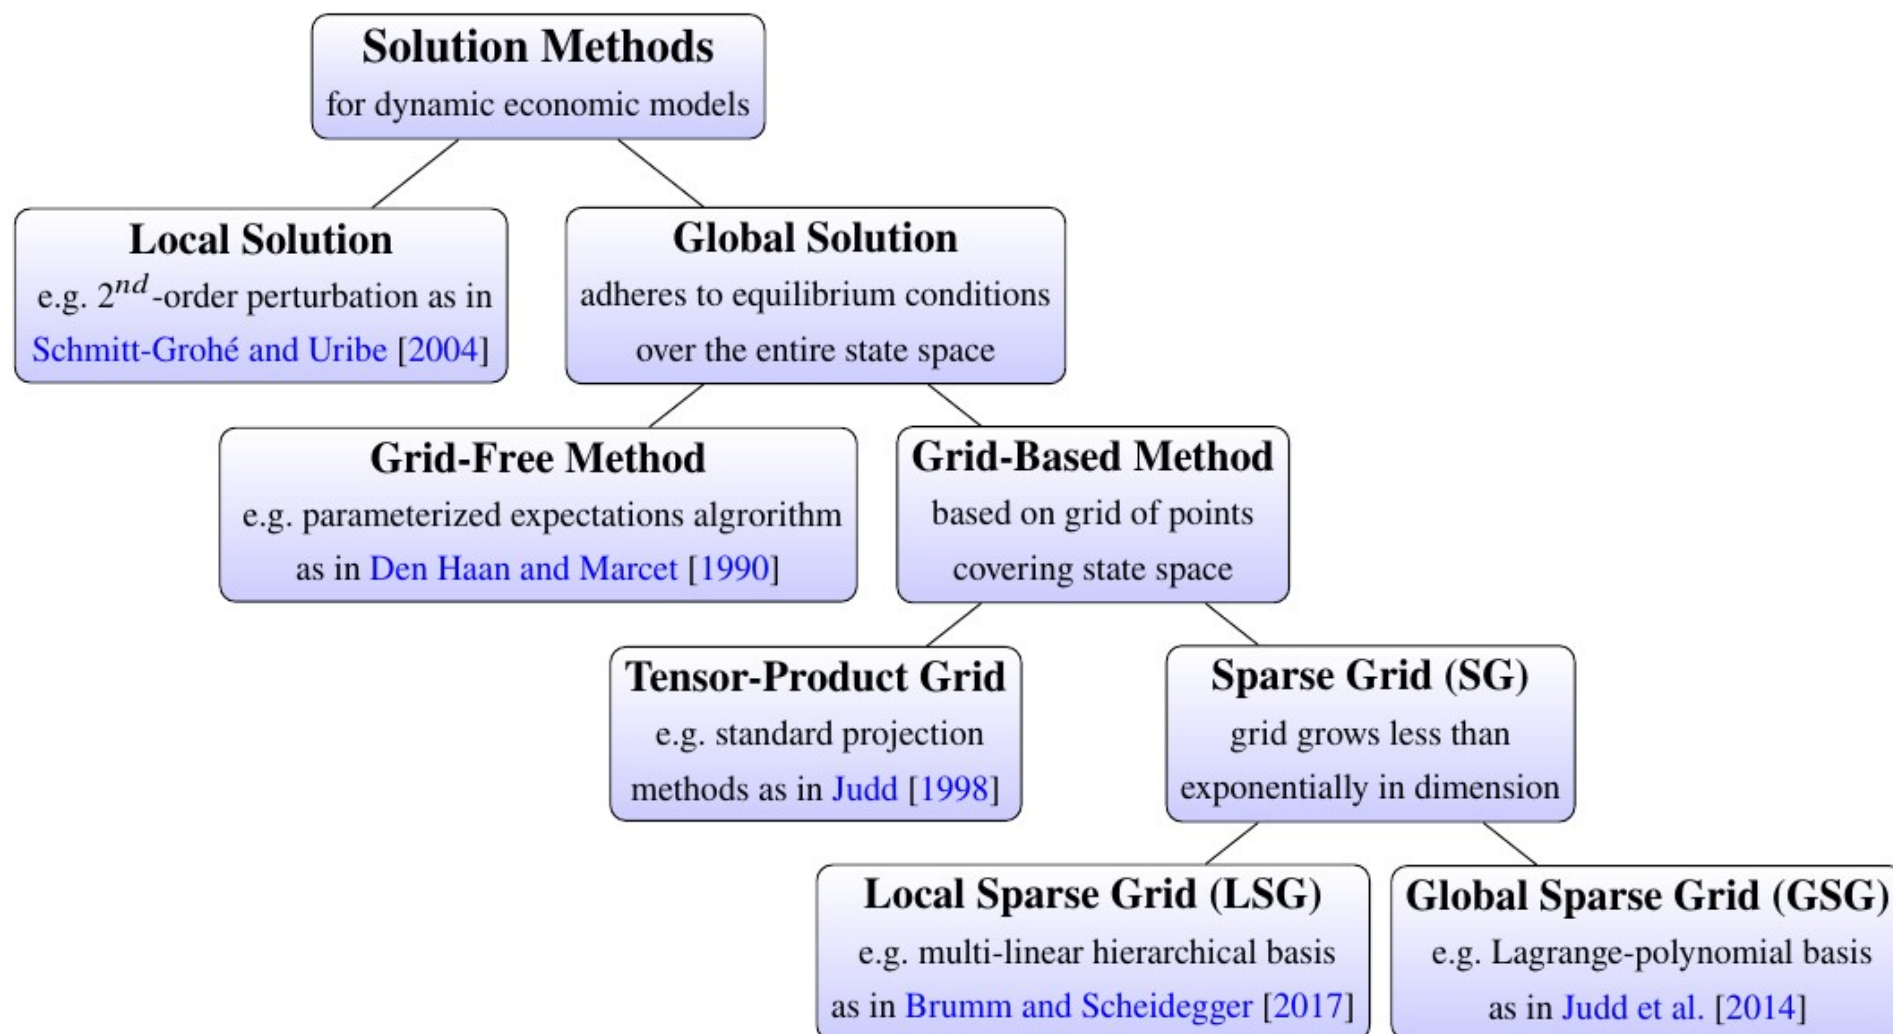 Solution Methods
for dynamic economic models
Local Solution
e.g. 2nd-order perturbation as in
Schmitt-Grohé and Uribe [2004]
Global Solution
adheres to equilibrium conditions
over the entire state space
Grid-Free Method
e.g. parameterized expectations algrorithm
as in Den Haan and Marcet [1990]
Grid-Based Method
based on grid of points
covering state space
Tensor-Product Grid
e.g. standard projection
methods as in Judd [1998]
Sparse Grid (SG)
grid grows less than
exponentially in dimension
Local Sparse Grid (LSG)
e.g. multi-linear hierarchical basis
as in Brumm and Scheidegger [2017]
Global Sparse Grid (GSG)
e.g. Lagrange-polynomial basis
as in Judd et al. [2014]